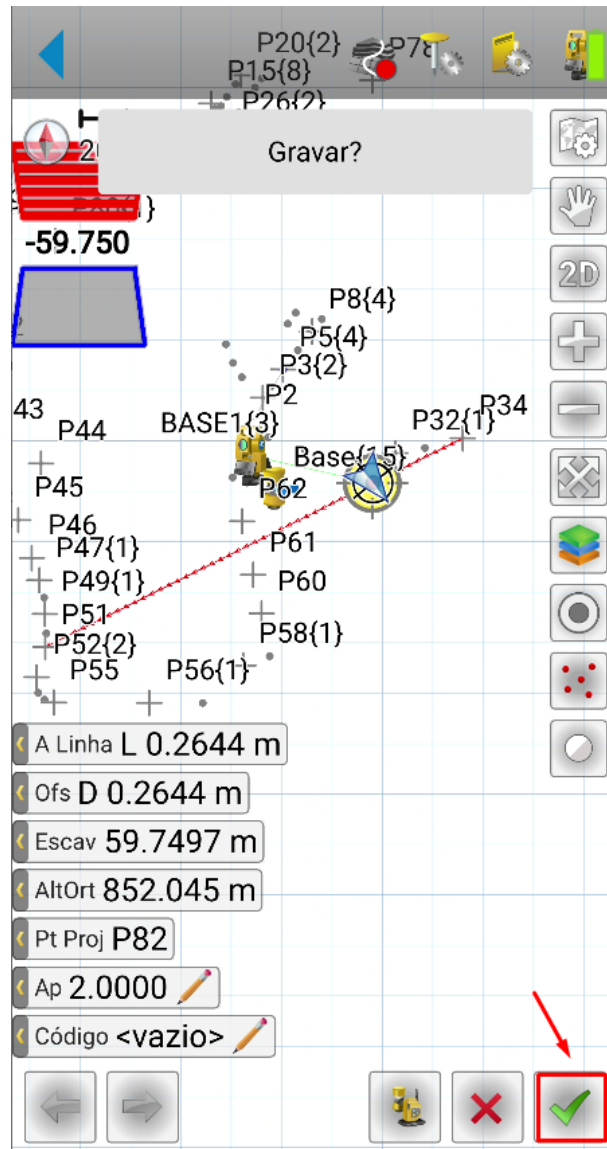 P20{2}
P78
P15{8}
P26{2}
Gravar?
-59.750
P8{4}
P5{4}
P3{2}
P2
43
P44
BASE1{3}
P32{1}
P34
Base{15}
P45
P62
P46
P61
P47{1}
P49{1}
P60
P51
P58{1}
P52{2}
P55
P56{1}
A Linha L 0.2644 m
Ofs D 0.2644 m
Escav 59.7497 m
AltOrt 852.045 m
Pt Proj P82
Ap 2.0000
Código <vazio>
2D